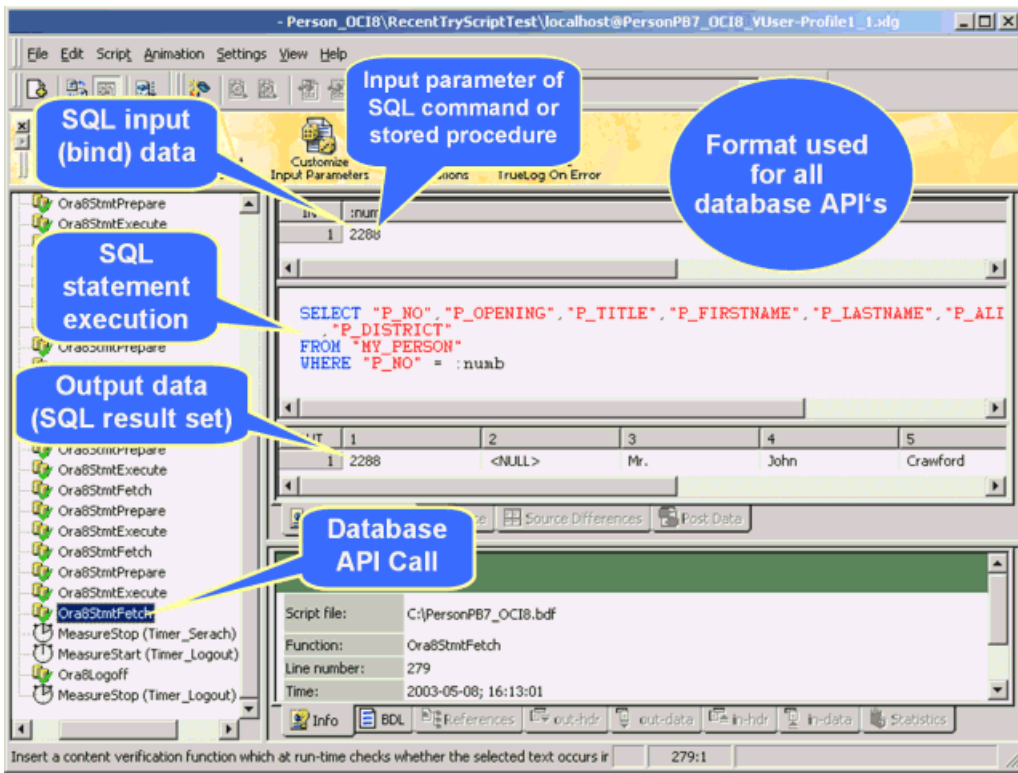 - Person_OCI8\RecentTryScriptTest\localhost@PersonPB7_OCI8_VUser-Profile1_1.xlg
File Edit Script Animation Settings View Help
Input parameter of
SQL command or
stored procedure
SQL input
(bind) data
Format used
for all
database API's
Customize
Input Parameters
TrueLog On Error
Ora8StmtPrepare
Ora8StmtExecute
:num
1 2288
SQL
statement
execution
SELECT "P_NO","P_OPENING","P_TITLE","P_FIRSTNAME","P_LASTNAME","P_ALI
,"P_DISTRICT"
FROM "MY_PERSON"
WHERE "P_NO" = :numb
Ora8StmtPrepare
Output data
(SQL result set)
1 2 3 4 5
1 2288 <NULL> Mr. John Crawford
Ora8StmtPrepare
Ora8StmtExecute
Ora8StmtFetch
Ora8StmtPrepare
Ora8StmtExecute
Ora8StmtFetch
Ora8StmtPrepare
Ora8StmtExecute
Ora8StmtFetch
MeasureStop (Timer_Serach)
MeasureStart (Timer_Logout)
Ora8Logoff
MeasureStop (Timer_Logout)
Source Differences Post Data
Database
API Call
Script file: C:\PersonPB7_OCI8.bdf
Function: Ora8StmtFetch
Line number: 279
Time: 2003-05-08; 16:13:01
Info BDL References out-hdr out-data in-hdr in-data Statistics
Insert a content verification function which at run-time checks whether the selected text occurs ir 279:1